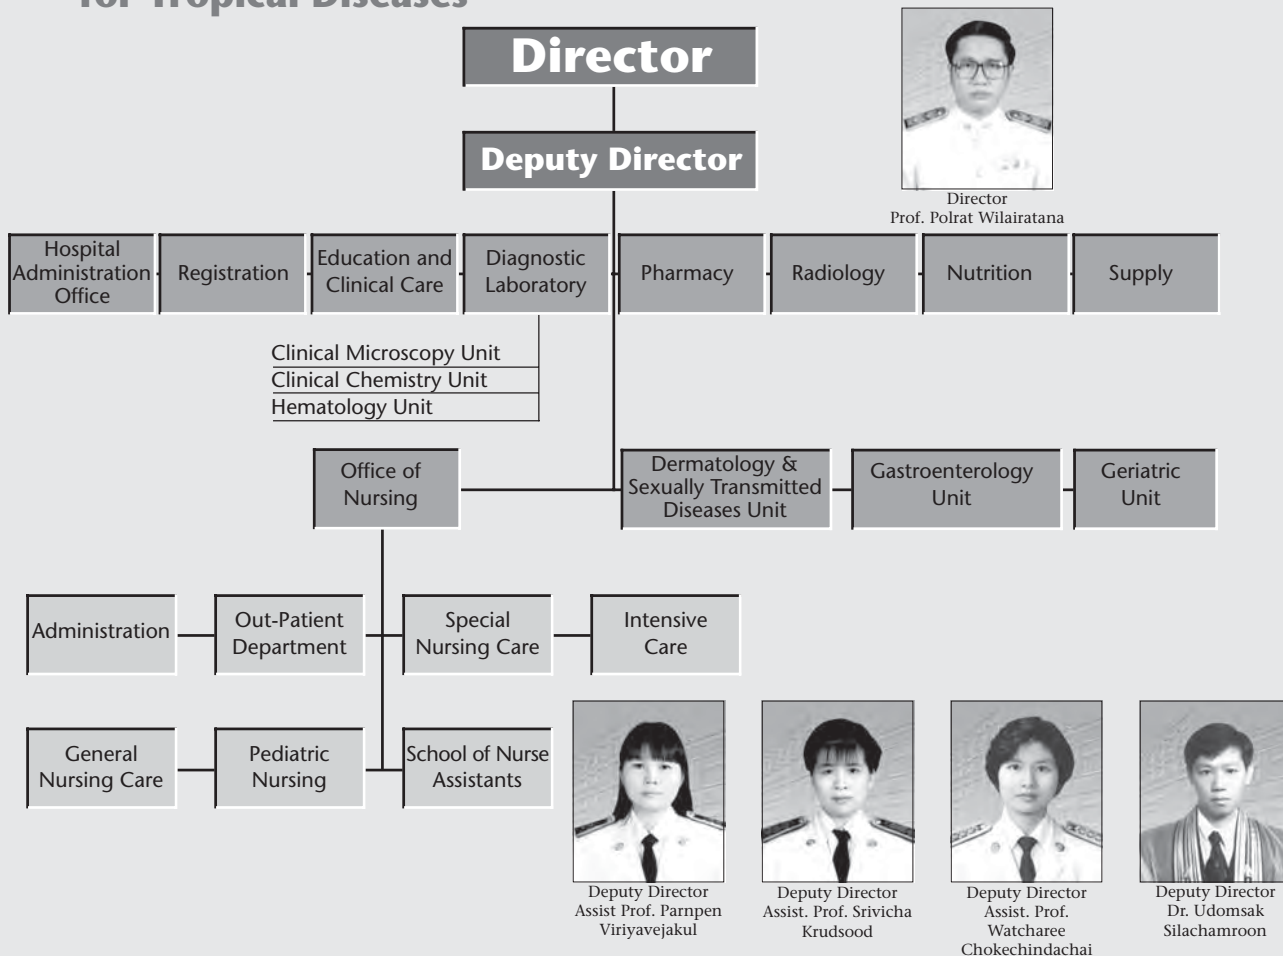 for Tropical Diseases
Director
Deputy Director
Director
Prof. Polrat Wilairatana
Hospital
Administration
Office
Registration
Education and
Clinical Care
Diagnostic
Laboratory
Pharmacy
Radiology
Nutrition
Supply
Clinical Microscopy Unit
Clinical Chemistry Unit
Hematology Unit
Office of
Nursing
Dermatology &
Sexually Transmitted
Diseases Unit
Gastroenterology
Unit
Geriatric
Unit
Administration
Out-Patient
Department
Special
Nursing Care
Intensive
Care
General
Nursing Care
Pediatric
Nursing
School of Nurse
Assistants
Deputy Director
Assist Prof. Parnpen
Viriyavejakul
Deputy Director
Assist. Prof. Srivicha
Krudsood
Deputy Director
Assist. Prof.
Watcharee
Chokechindachai
Deputy Director
Dr. Udomsak
Silachamroon